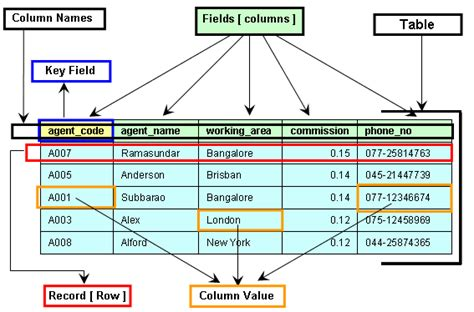 Column Names
Fields [ columns ]
Table
Key Field
agent_code agent_name working_area commission phone_no
A007 Ramasundar Bangalore 0.15 077-25814763
A005 Anderson Brisban 0.14 045-21447739
A001 Subbarao Bangalore 0.14 077-12346674
A003 Alex London 0.12 075-12458969
A008 Alford New York 0.12 044-25874365
Record [ Row ]
Column Value